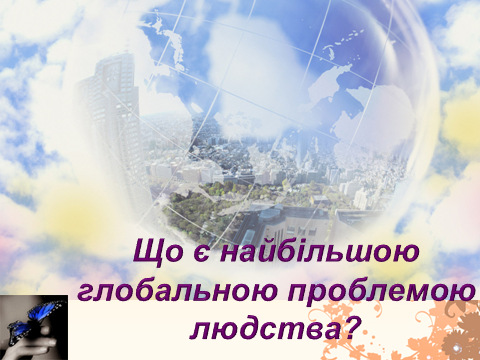 Що є найбільшою
глобальною проблемою
людства?